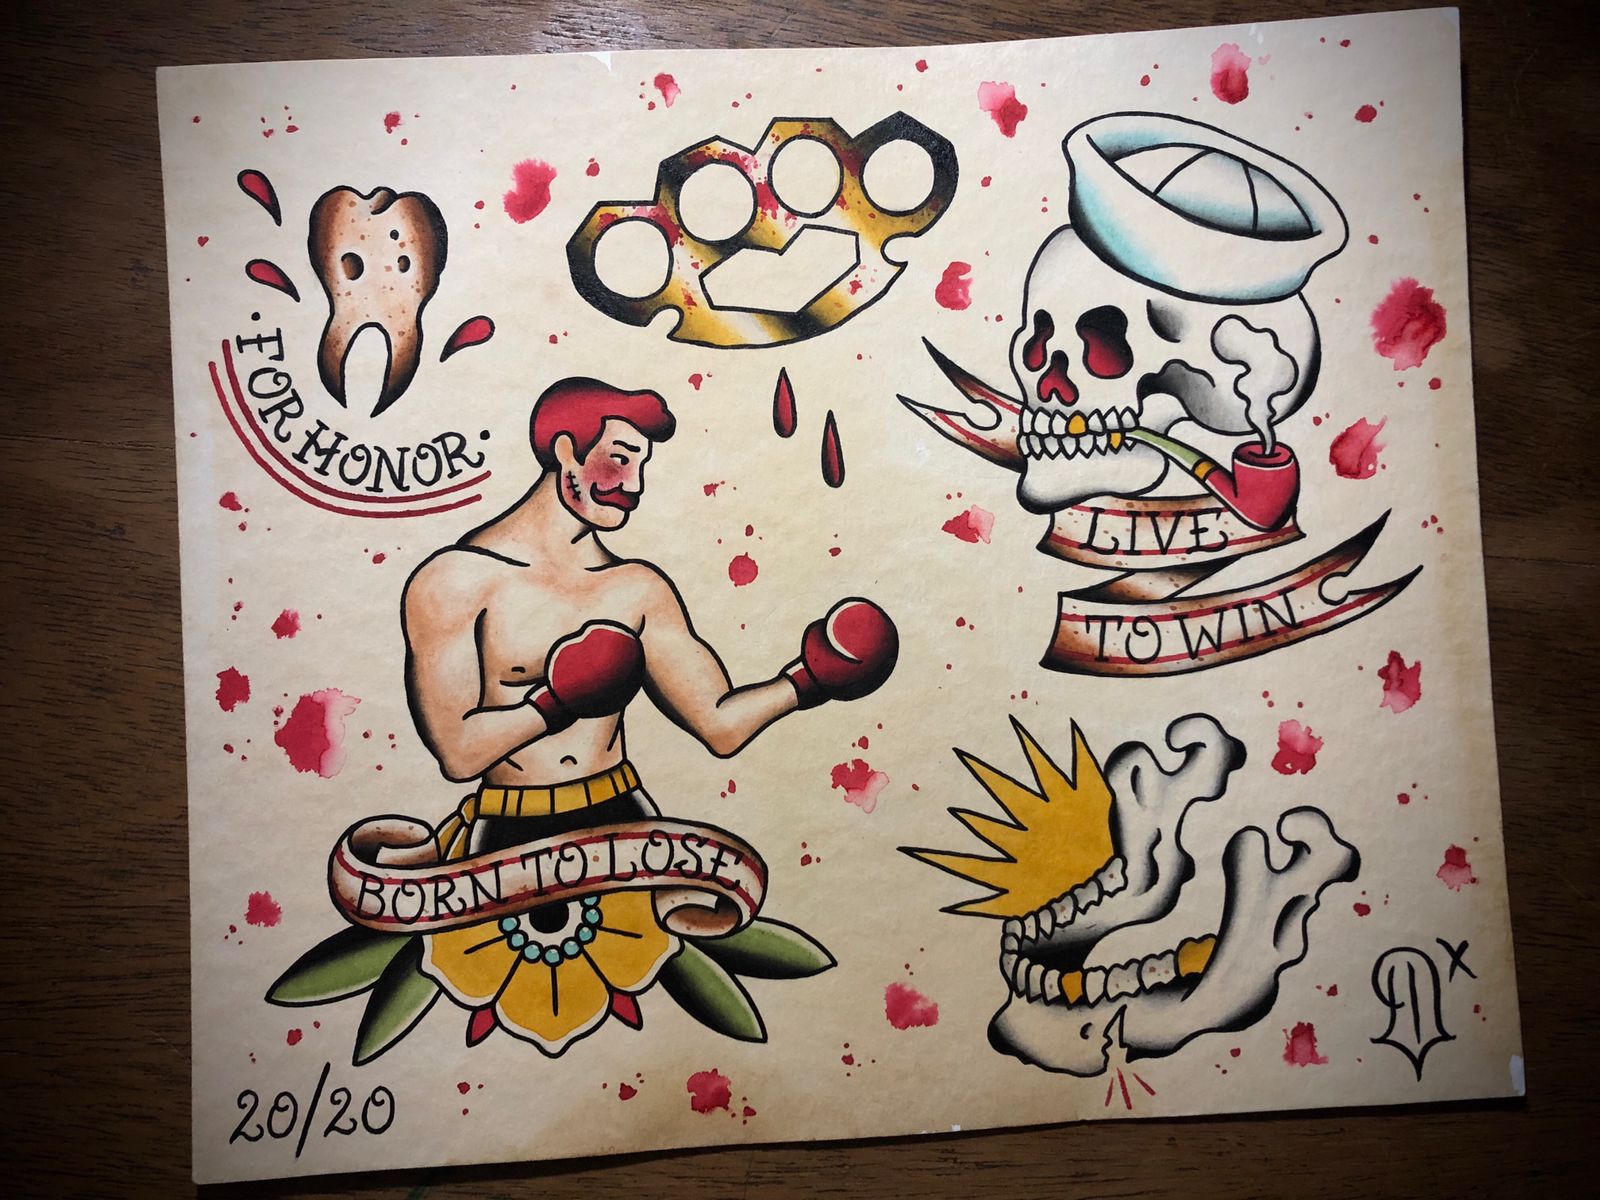 ·FOR HONOR·
LIVE
TO WIN
BORN TO LOSE
20/20